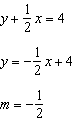 y + 1/2 x = 4
y = -1/2 x + 4
m = -1/2